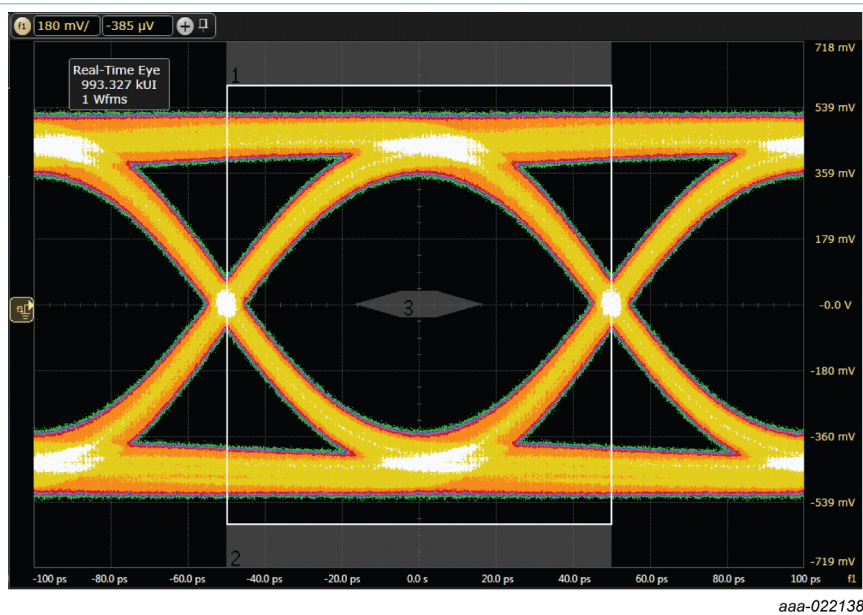 f1 180 mV/ -385 µV +
Real-Time Eye
993.327 kUI
1 Wfms
1
718 mV
539 mV
359 mV
179 mV
3
-0.0 V
-180 mV
-360 mV
-539 mV
2
-719 mV
-100 ps -80.0 ps -60.0 ps -40.0 ps -20.0 ps 0.0 s 20.0 ps 40.0 ps 60.0 ps 80.0 ps 100 ps f1
aaa-022138